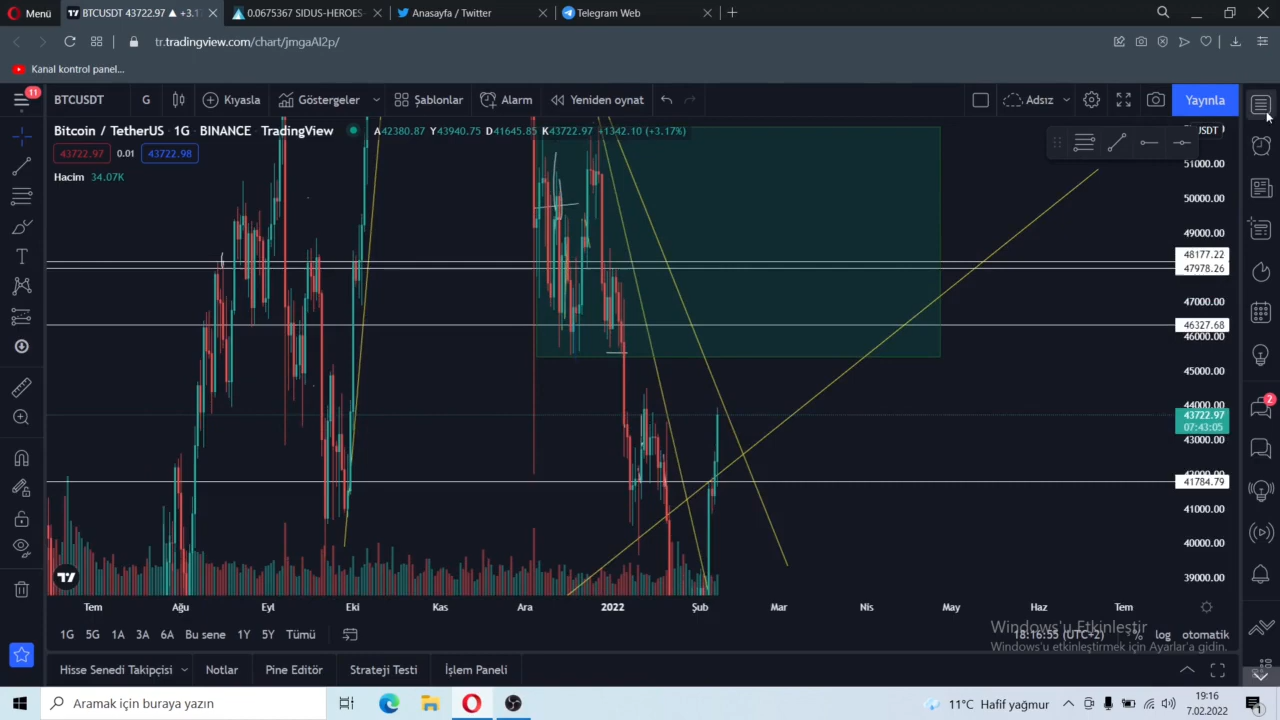 Menü
BTCUSDT 43722.97 ▲ +3.1
0.0675367 SIDUS-HEROES-
Anasayfa / Twitter
Telegram Web
tr.tradingview.com/chart/jmgaAI2p/
Kanal kontrol panel...
11
BTCUSDT
G
Kıyasla
Göstergeler
Şablonlar
Alarm
Yeniden oynat
Adsız
Yayınla
Bitcoin / TetherUS · 1G · BINANCE · TradingView
A42380.87 Y43940.75 D41645.85 K43722.97 +1342.10 (+3.17%)
USDT
43722.97
0.01
43722.98
Hacim 34.07K
51000.00
50000.00
49000.00
48177.22
47978.26
47000.00
46327.68
46000.00
45000.00
44000.00
43722.97
07:43:05
43000.00
42000.00
41784.79
41000.00
40000.00
39000.00
2
Tem
Ağu
Eyl
Eki
Kas
Ara
2022
Şub
Mar
Nis
May
Haz
Tem
1G
5G
1A
3A
6A
Bu sene
1Y
5Y
Tümü
18:16:55 (UTC+2)
%
log
otomatik
Windows'u Etkinleştir
Windows'u etkinleştirmek için Ayarlar'a gidin.
Hisse Senedi Takipçisi
Notlar
Pine Editör
Strateji Testi
İşlem Paneli
Aramak için buraya yazın
11°C Hafif yağmur
19:16
7.02.2022
1